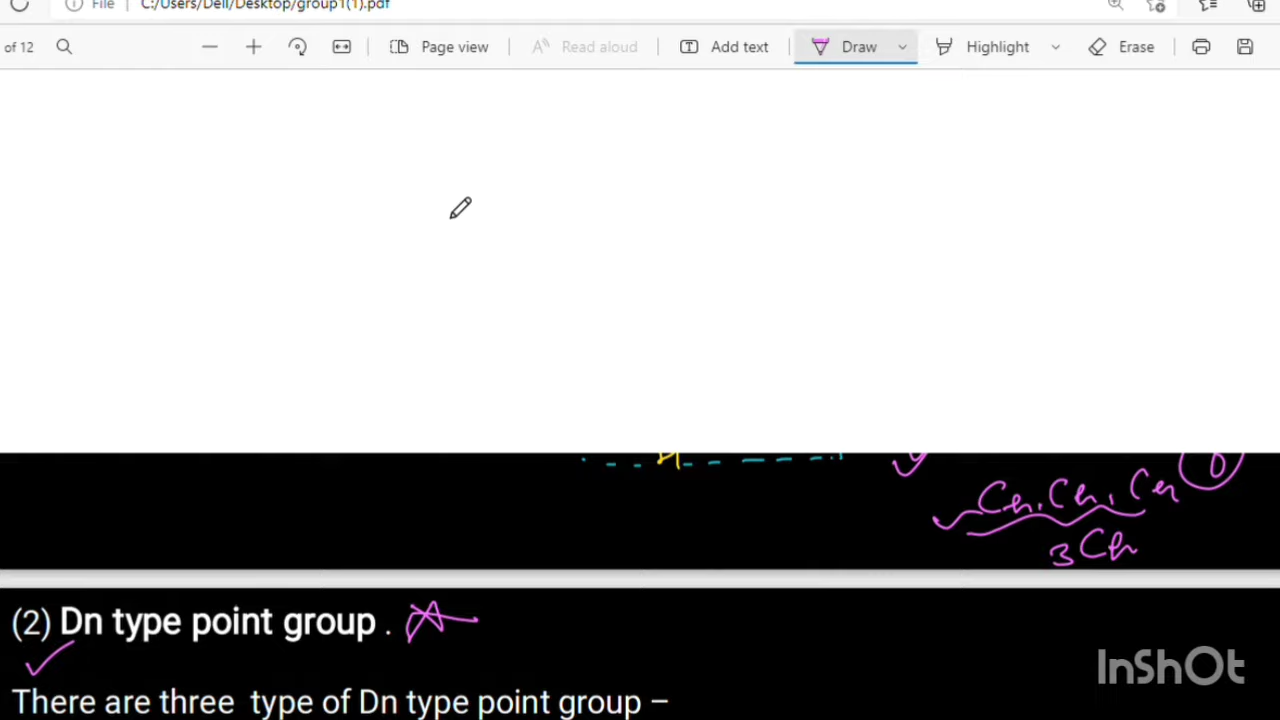 File C:/Users/Dell/Desktop/group1(1).pdf
of 12 Page view Read aloud Add text Draw Highlight Erase
(2) Dn type point group .
There are three type of Dn type point group –
InShOt